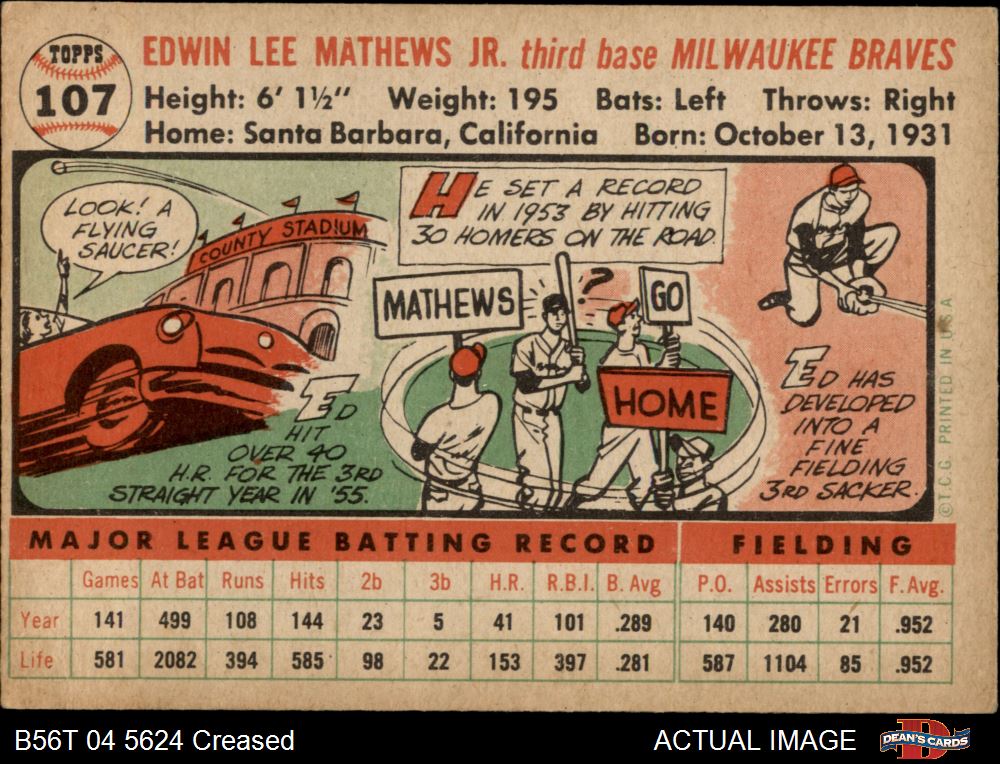 TOPPS
107
EDWIN LEE MATHEWS JR. third base MILWAUKEE BRAVES
Height: 6' 1½" Weight: 195 Bats: Left Throws: Right
Home: Santa Barbara, California Born: October 13, 1931
LOOK! A
FLYING
SAUCER!
COUNTY STADIUM
ED
HIT
OVER 40
H.R. FOR THE 3RD
STRAIGHT YEAR IN '55.
HE SET A RECORD
IN 1953 BY HITTING
30 HOMERS ON THE ROAD.
MATHEWS
?
GO
HOME
ED HAS
DEVELOPED
INTO A
FINE
FIELDING
3RD SACKER.
©T.C.G. PRINTED IN U.S.A
MAJOR LEAGUE BATTING RECORD FIELDING
Games At Bat Runs Hits 2b 3b H.R. R.B.I. B. Avg P.O. Assists Errors F. Avg.
Year 141 499 108 144 23 5 41 101 .289 140 280 21 .952
Life 581 2082 394 585 98 22 153 397 .281 587 1104 85 .952
B56T 04 5624 Creased ACTUAL IMAGE DEAN'S CARDS